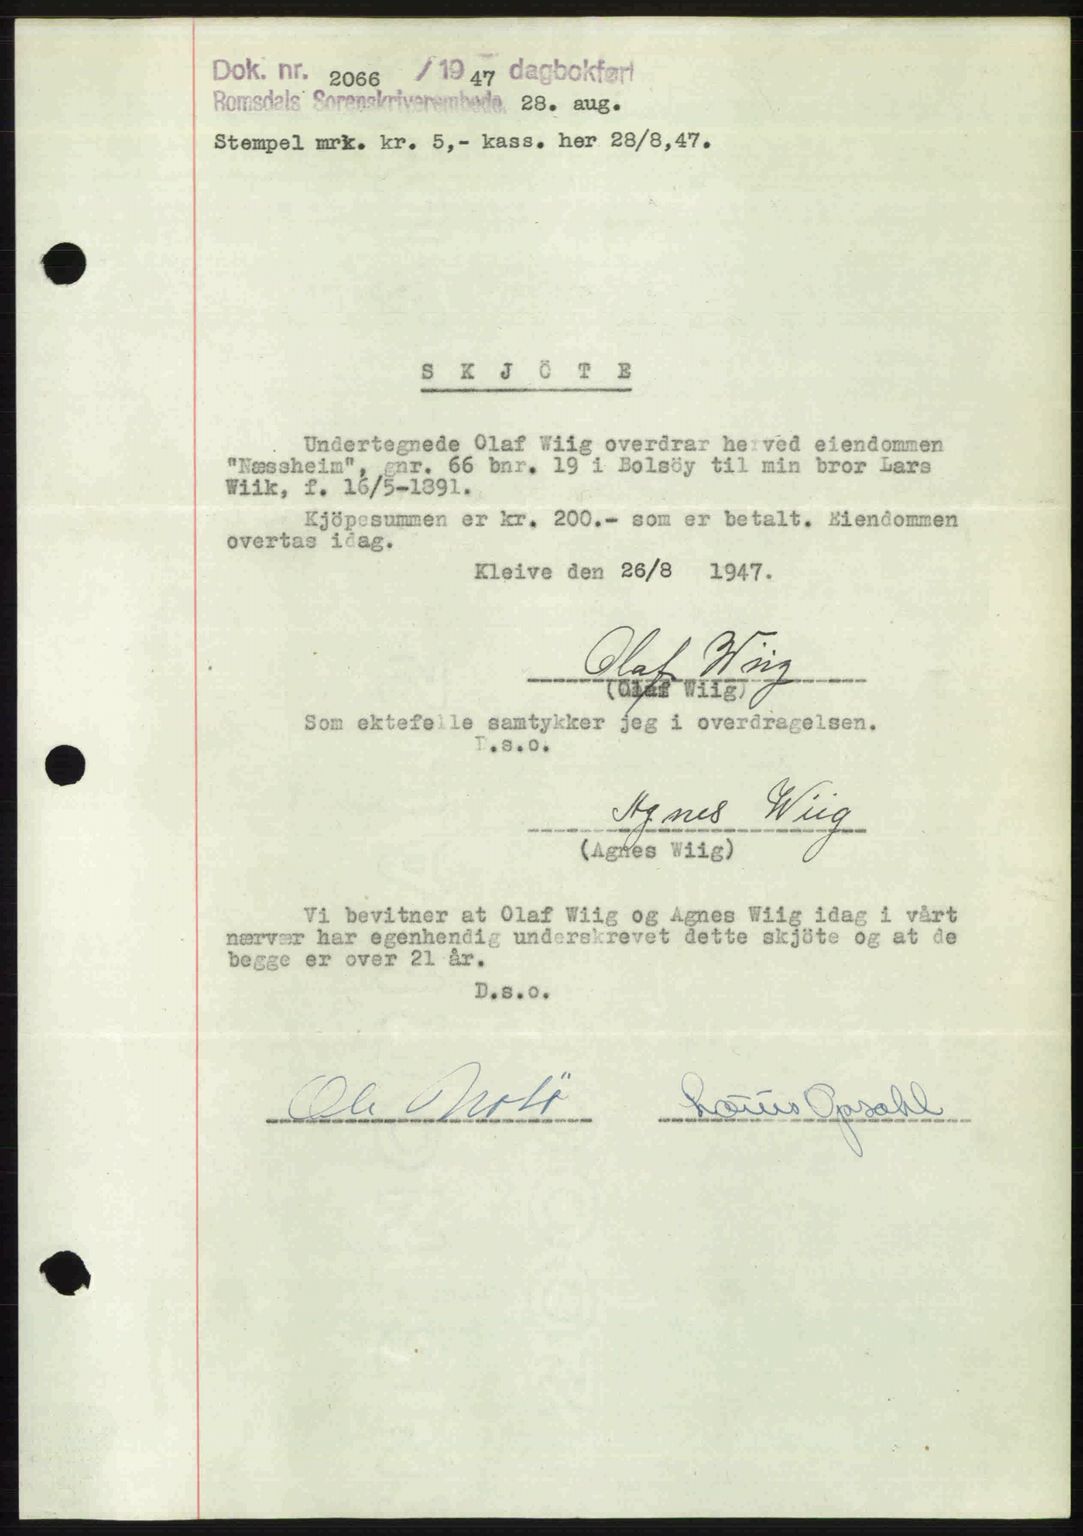 Dok. nr. 2066 /1947 dagbokført
Romsdals Sorenskriverembede, 28. aug.
Stempel mrk. kr. 5,- kass. her 28/8,47.
S K J Ö T E
Undertegnede Olaf Wiig overdrar herved eiendommen
"Næssheim", gnr. 66 bnr. 19 i Bolsöy til min bror Lars
Wiik, f. 16/5-1891.
Kjöpesummen er kr. 200.- som er betalt. Eiendommen
overtas idag.
Kleive den 26/8 1947.
Olaf Wiig
(Olaf Wiig)
Som ektefelle samtykker jeg i overdragelsen.
D.s.o.
Agnes Wiig
(Agnes Wiig)
Vi bevitner at Olaf Wiig og Agnes Wiig idag i vårt
nærvær har egenhendig underskrevet dette skjöte og at de
begge er over 21 år.
D.s.o.
Ole
Opsahl